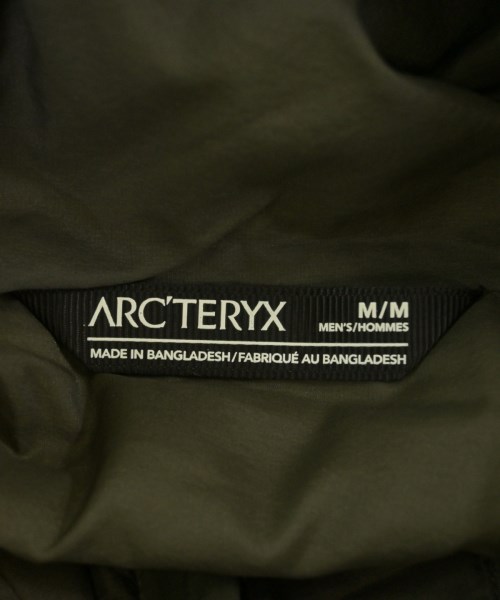 ARC'TERYX
M/M
MEN'S/HOMMES
MADE IN BANGLADESH/FABRIQUÉ AU BANGLADESH